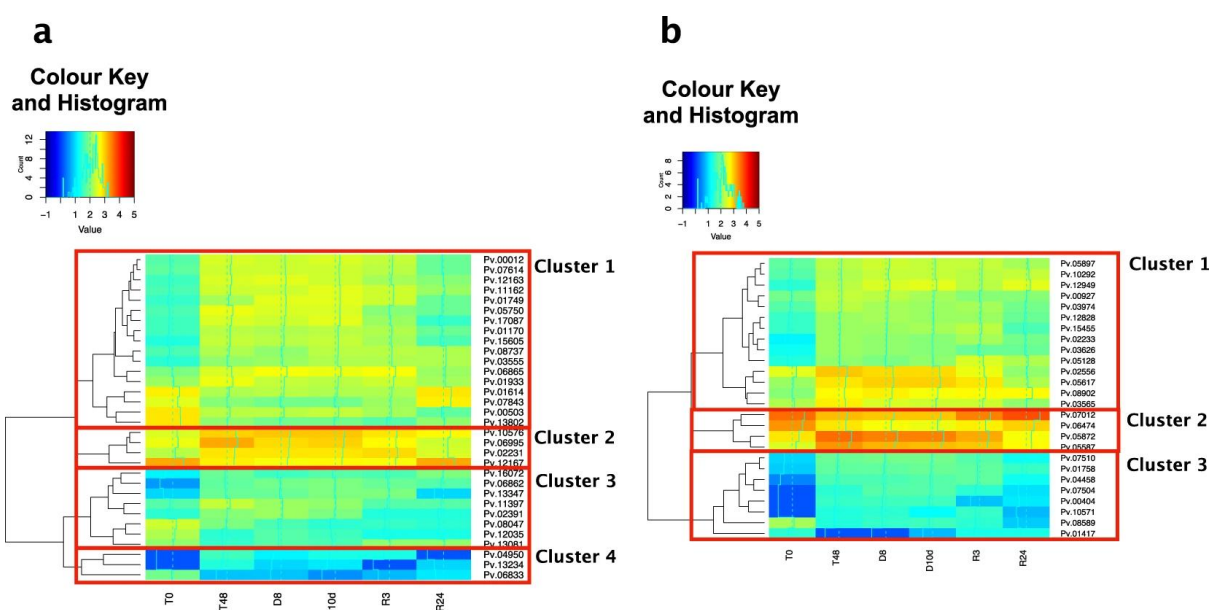 a
Colour Key
and Histogram
Count
0 4 8 12
-1 1 2 3 4 5
Value
Cluster 1
Pv.00012
Pv.07614
Pv.12163
Pv.11162
Pv.01749
Pv.05750
Pv.17087
Pv.01170
Pv.15605
Pv.08737
Pv.03555
Pv.06865
Pv.01933
Pv.01614
Pv.07843
Pv.00503
Pv.13802
Cluster 2
Pv.10576
Pv.06995
Pv.02231
Pv.12167
Cluster 3
Pv.16072
Pv.06862
Pv.13347
Pv.11397
Pv.02391
Pv.08047
Pv.12035
Pv.13081
Cluster 4
Pv.04950
Pv.13234
Pv.06833
T0 T48 D8 10d R3 R24
b
Colour Key
and Histogram
Count
0 2 4 6 8
-1 1 2 3 4 5
Value
Cluster 1
Pv.05897
Pv.10292
Pv.12949
Pv.00927
Pv.03974
Pv.12828
Pv.15455
Pv.02233
Pv.03626
Pv.05128
Pv.02556
Pv.05617
Pv.08902
Pv.03565
Cluster 2
Pv.07012
Pv.06474
Pv.05872
Pv.05587
Cluster 3
Pv.07510
Pv.01758
Pv.04458
Pv.07504
Pv.00404
Pv.10571
Pv.08589
Pv.01417
T0 T48 D8 D10d R3 R24